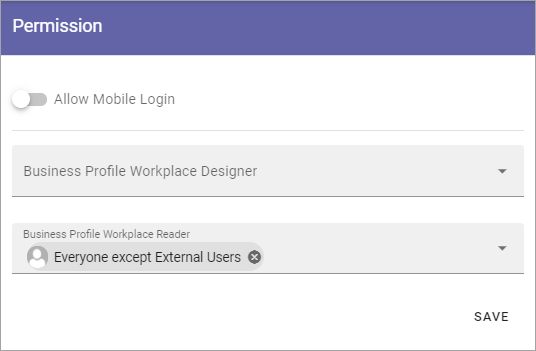 Permission
Allow Mobile Login
Business Profile Workplace Designer
Business Profile Workplace Reader
Everyone except External Users
SAVE